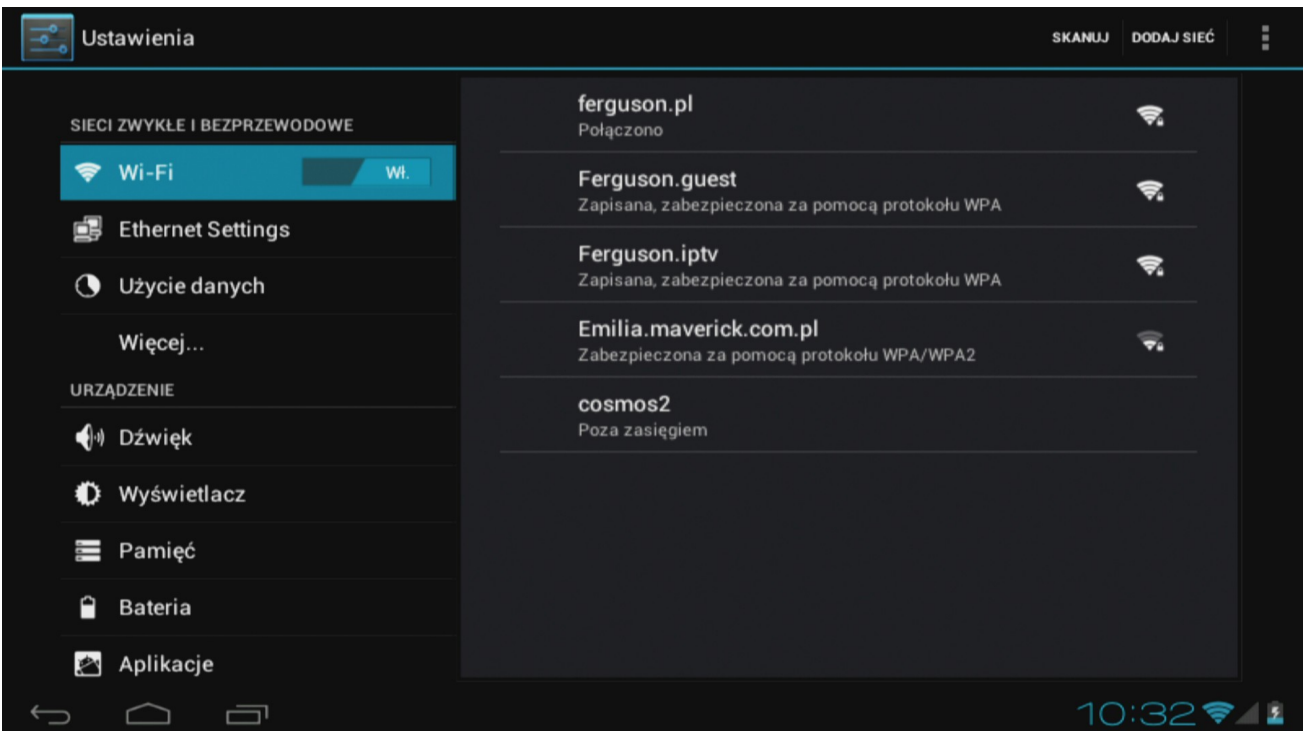 Ustawienia
SKANUJ DODAJ SIEĆ
SIECI ZWYKŁE I BEZPRZEWODOWE
Wi-Fi WŁ.
Ethernet Settings
Użycie danych
Więcej...
URZĄDZENIE
Dźwięk
Wyświetlacz
Pamięć
Bateria
Aplikacje
ferguson.pl
Połączono
Ferguson.guest
Zapisana, zabezpieczona za pomocą protokołu WPA
Ferguson.iptv
Zapisana, zabezpieczona za pomocą protokołu WPA
Emilia.maverick.com.pl
Zabezpieczona za pomocą protokołu WPA/WPA2
cosmos2
Poza zasięgiem
10:32